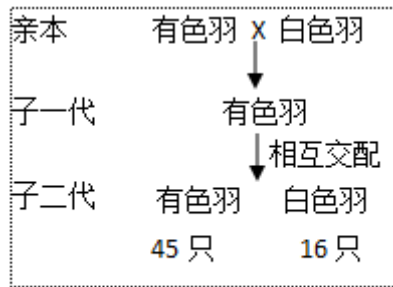 亲本 有色羽 X 白色羽
子一代 有色羽
相互交配
子二代 有色羽 白色羽
45 只 16 只